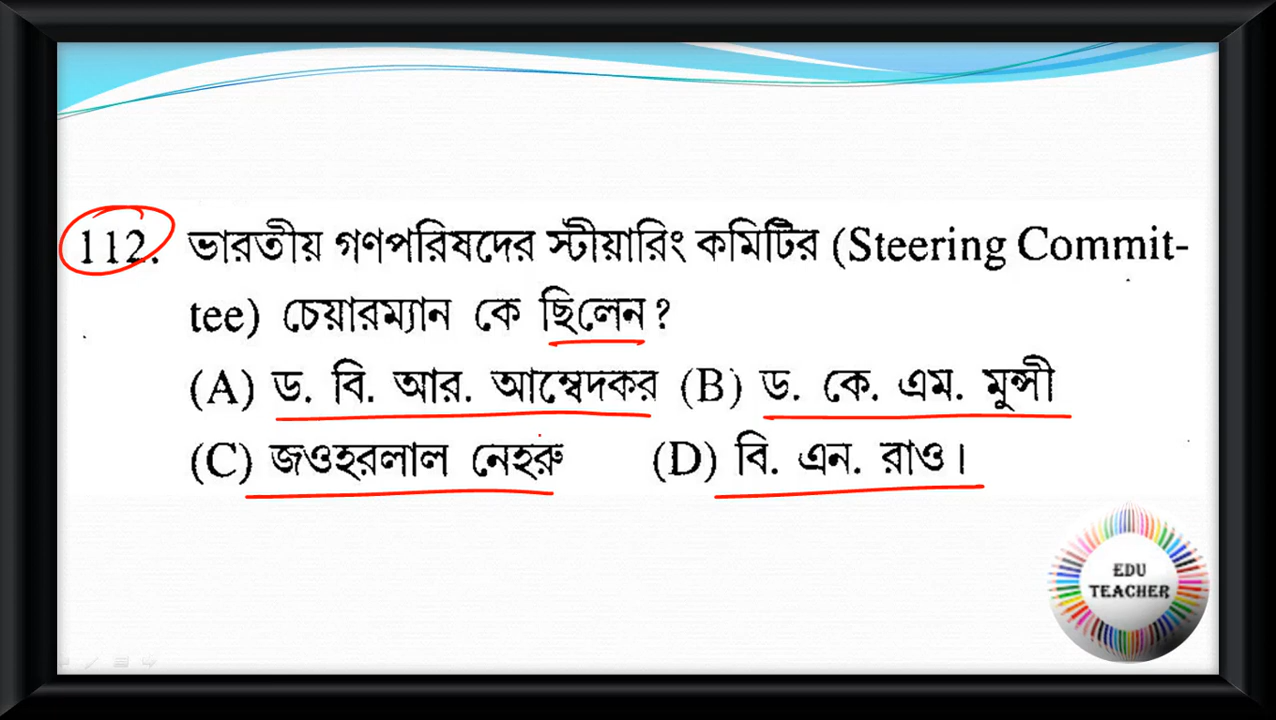 112. ভারতীয় গণপরিষদের স্টীয়ারিং কমিটির (Steering Commit-
tee) চেয়ারম্যান কে ছিলেন?
(A) ড. বি. আর. আম্বেদকর (B) ড. কে. এম. মুন্সী
(C) জওহরলাল নেহরু (D) বি. এন. রাও।
EDU
TEACHER